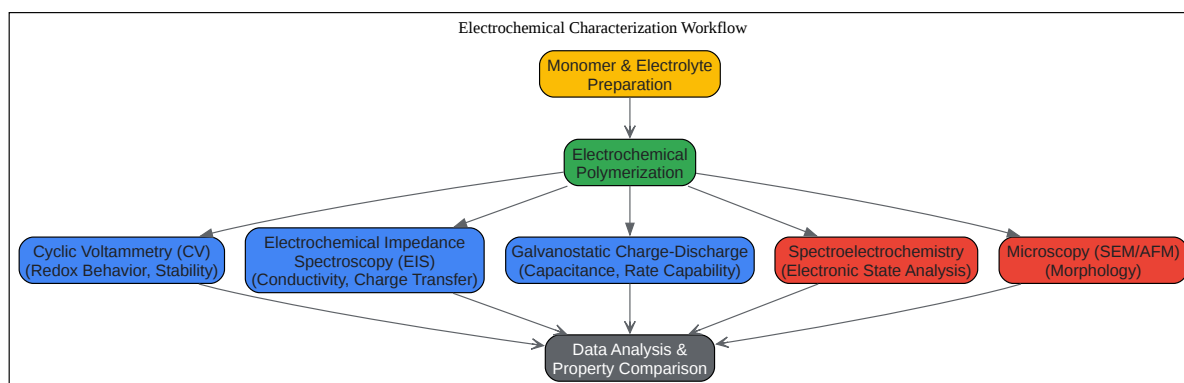 Electrochemical Characterization Workflow
Monomer & Electrolyte
Preparation
Electrochemical
Polymerization
Cyclic Voltammetry (CV)
(Redox Behavior, Stability)
Electrochemical Impedance
Spectroscopy (EIS)
(Conductivity, Charge Transfer)
Galvanostatic Charge-Discharge
(Capacitance, Rate Capability)
Spectroelectrochemistry
(Electronic State Analysis)
Microscopy (SEM/AFM)
(Morphology)
Data Analysis &
Property Comparison